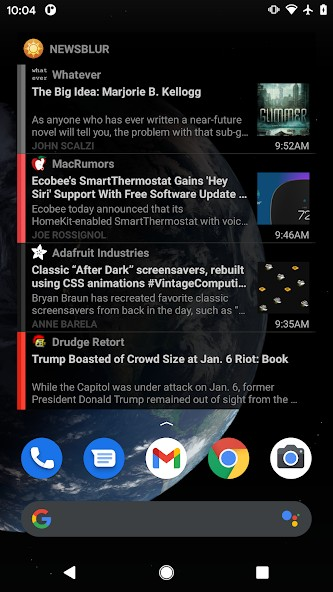 10:04
NEWSBLUR
what ever Whatever
The Big Idea: Marjorie B. Kellogg
As anyone who has ever written a near-future
novel will tell you, the problem with that sub-g...
JOHN SCALZI 9:52AM
SUMMER
MacRumors
Ecobee's SmartThermostat Gains 'Hey
Siri' Support With Free Software Update ...
Ecobee today announced that its
HomeKit-enabled SmartThermostat with voic...
JOE ROSSIGNOL 9:46AM
72
Adafruit Industries
Classic “After Dark” screensavers, rebuilt
using CSS animations #VintageComputi...
Bryan Braun has recreated favorite classic
screensavers from back in the day, such as "...
ANNE BARELA 9:35AM
Drudge Retort
Trump Boasted of Crowd Size at Jan. 6 Riot: Book
While the Capitol was under attack on Jan. 6, former
President Donald Trump remained out of sight from the ...